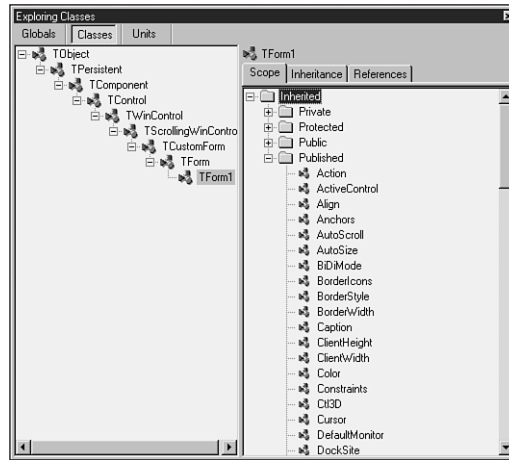 Exploring Classes
Globals Classes Units
TObject
TPersistent
TComponent
TControl
TWinControl
TScrollingWinContro
TCustomForm
TForm
TForm1
TForm1
Scope Inheritance References
Inherited
Private
Protected
Public
Published
Action
ActiveControl
Align
Anchors
AutoScroll
AutoSize
BiDiMode
BorderIcons
BorderStyle
BorderWidth
Caption
ClientHeight
ClientWidth
Color
Constraints
Ctl3D
Cursor
DefaultMonitor
DockSite